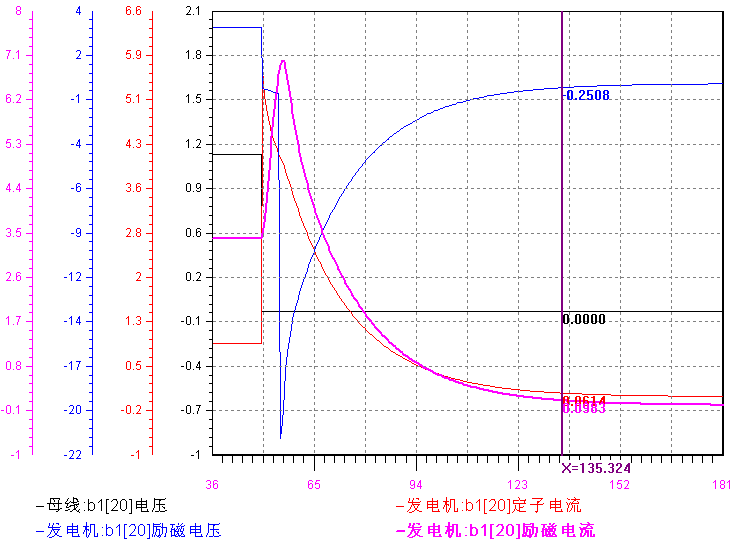 8 4 6.6 2.1
7.1 2 5.9 1.8
6.2 -1 5.1 1.5
-0.2508
5.3 -4 4.3 1.2
4.4 -6 3.6 0.9
3.5 -9 2.8 0.6
2.6 -12 2 0.2
1.7 -14 1.3 -0.1
0.0000
0.8 -17 0.5 -0.4
0.0614
-0.1 -20 -0.2 -0.7
0.0983
-1 -22 -1 -1
X=135.324
36 65 94 123 152 181
母线:b1[20]电压
发电机:b1[20]定子电流
发电机:b1[20]励磁电压
发电机:b1[20]励磁电流